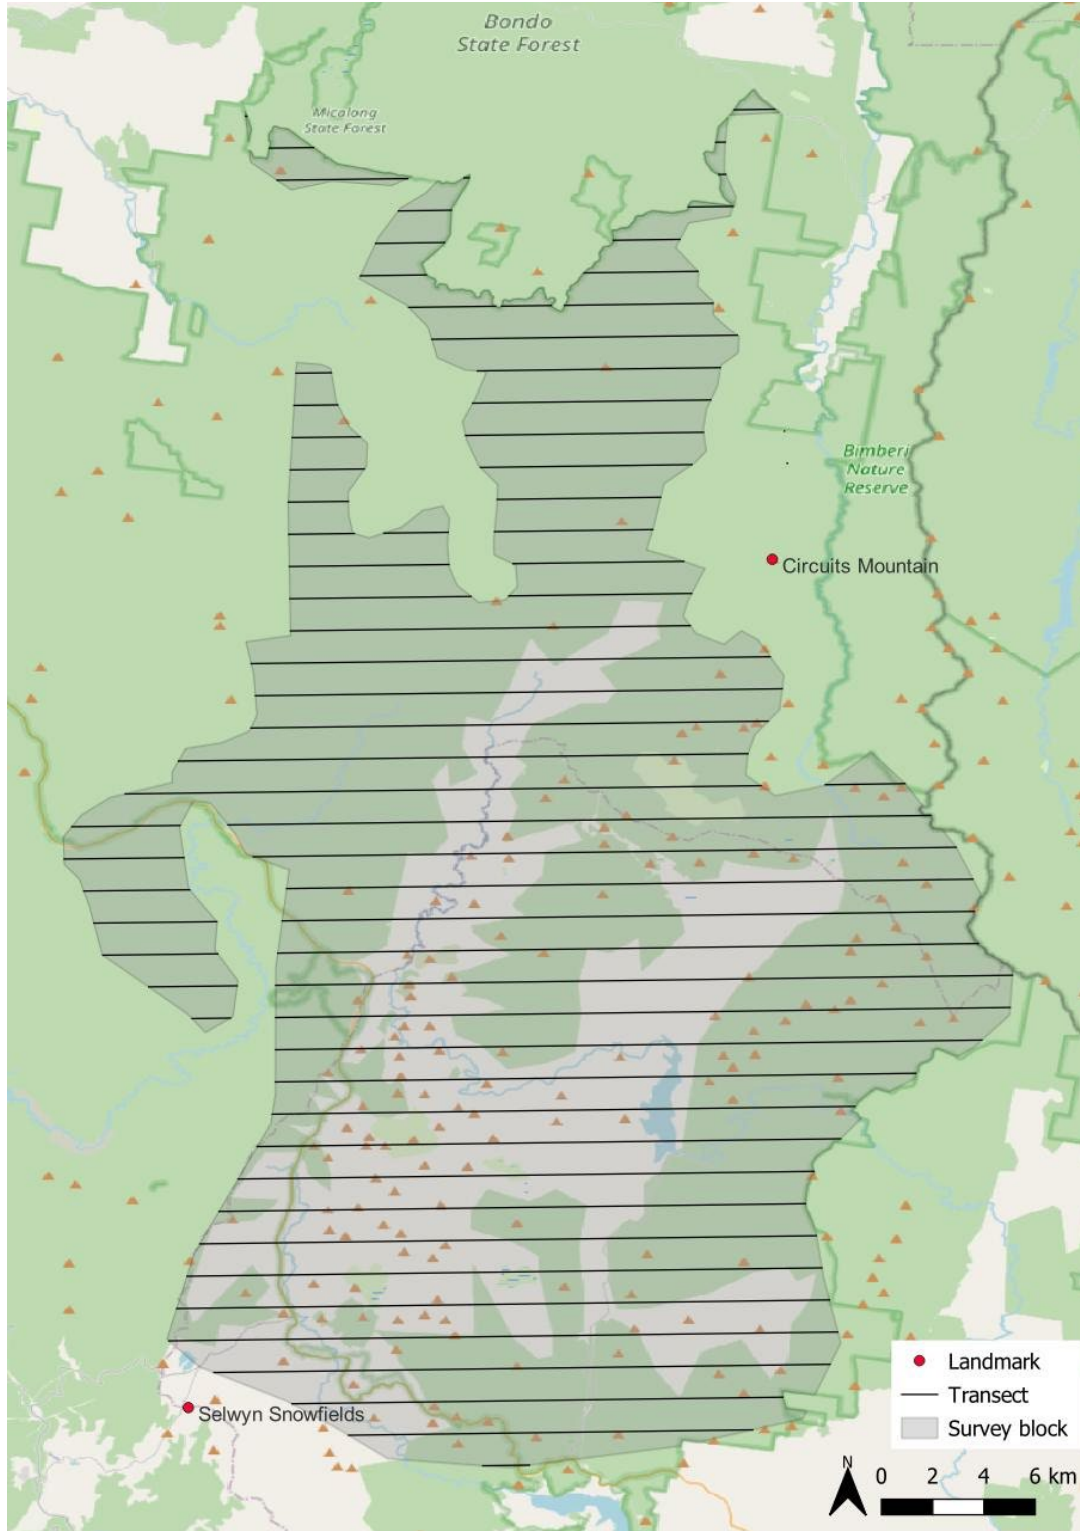 Bondo
State Forest
Micalong
State Forest
Bimberi
Nature
Reserve
Circuits Mountain
Selwyn Snowfields
Landmark
Transect
Survey block
N
0 2 4 6 km